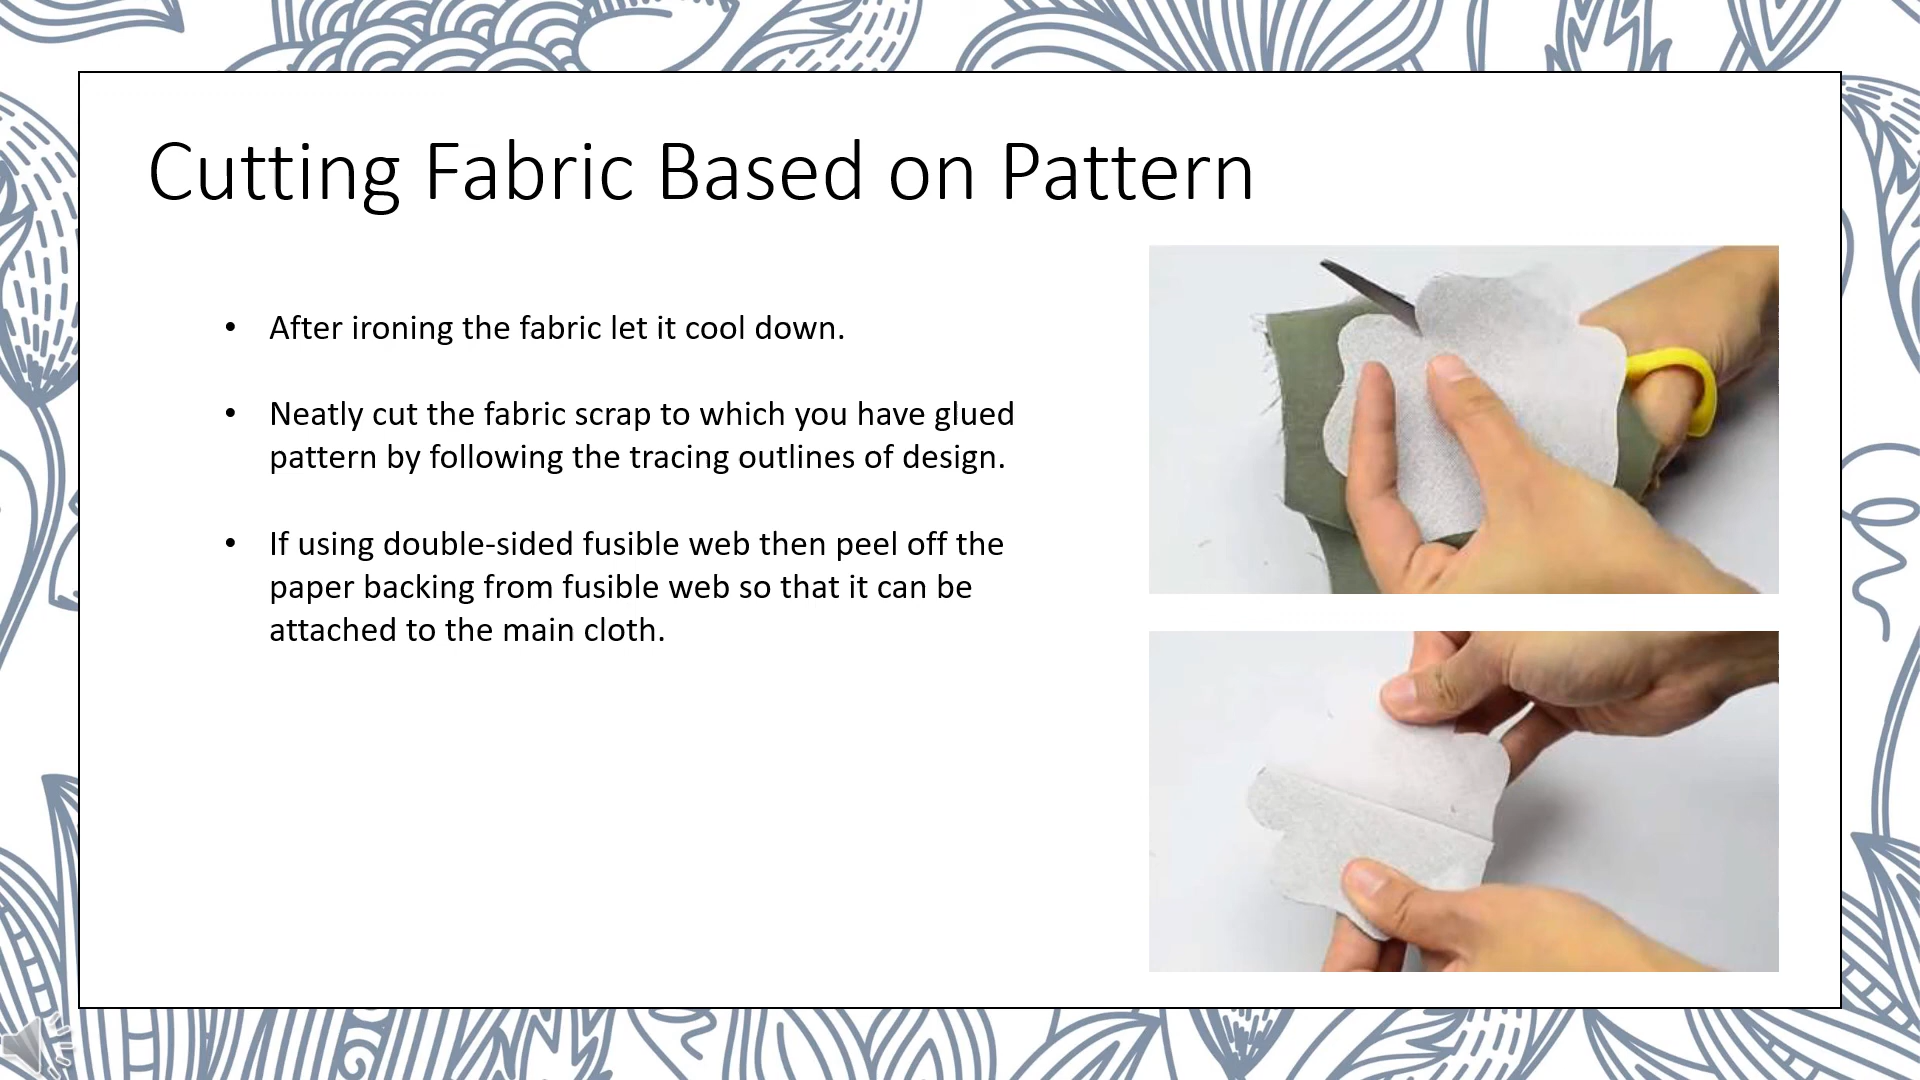 Cutting Fabric Based on Pattern
• After ironing the fabric let it cool down.
• Neatly cut the fabric scrap to which you have glued
pattern by following the tracing outlines of design.
• If using double-sided fusible web then peel off the
paper backing from fusible web so that it can be
attached to the main cloth.